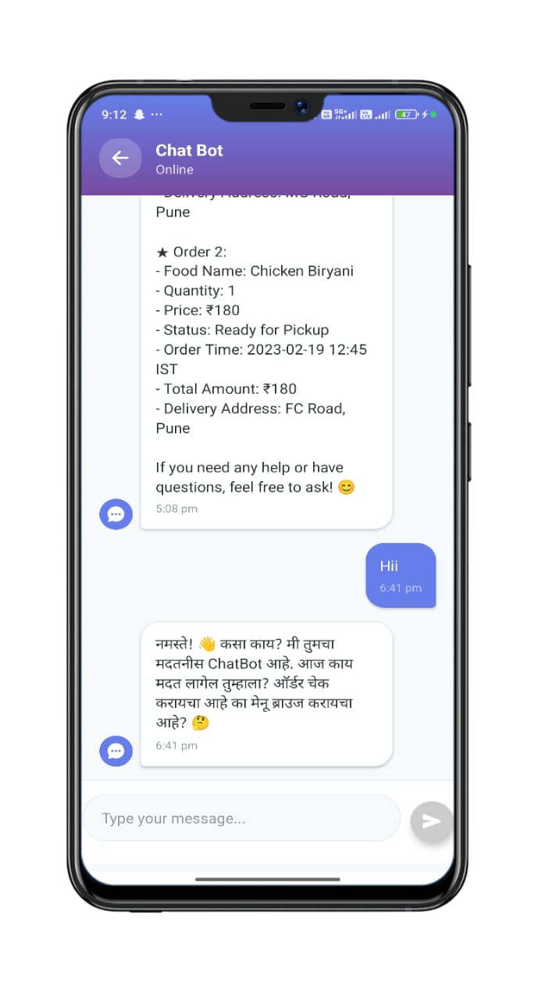 9:12 ...
5G+
47
Chat Bot
Online
- Delivery Address: MG Road,
Pune
★ Order 2:
- Food Name: Chicken Biryani
- Quantity: 1
- Price: ₹180
- Status: Ready for Pickup
- Order Time: 2023-02-19 12:45
IST
- Total Amount: ₹180
- Delivery Address: FC Road,
Pune
If you need any help or have
questions, feel free to ask! 😊
5:08 pm
Hii
6:41 pm
नमस्ते! 👋 कसा काय? मी तुमचा
मदतनीस ChatBot आहे. आज काय
मदत लागेल तुम्हाला? ऑर्डर चेक
करायचा आहे का मेनू ब्राउज करायचा
आहे? 🤔
6:41 pm
Type your message...